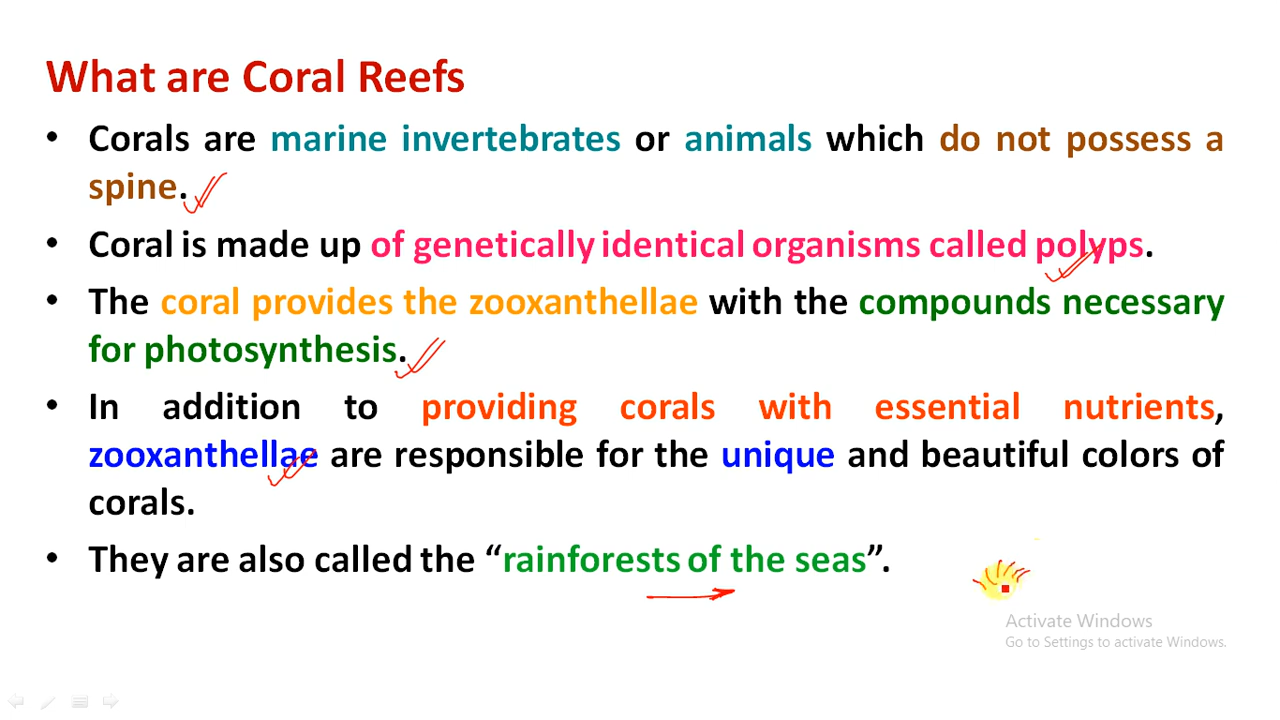 What are Coral Reefs
• Corals are marine invertebrates or animals which do not possess a
spine.
• Coral is made up of genetically identical organisms called polyps.
• The coral provides the zooxanthellae with the compounds necessary
for photosynthesis.
• In addition to providing corals with essential nutrients,
zooxanthellae are responsible for the unique and beautiful colors of
corals.
• They are also called the “rainforests of the seas”.
Activate Windows
Go to Settings to activate Windows.